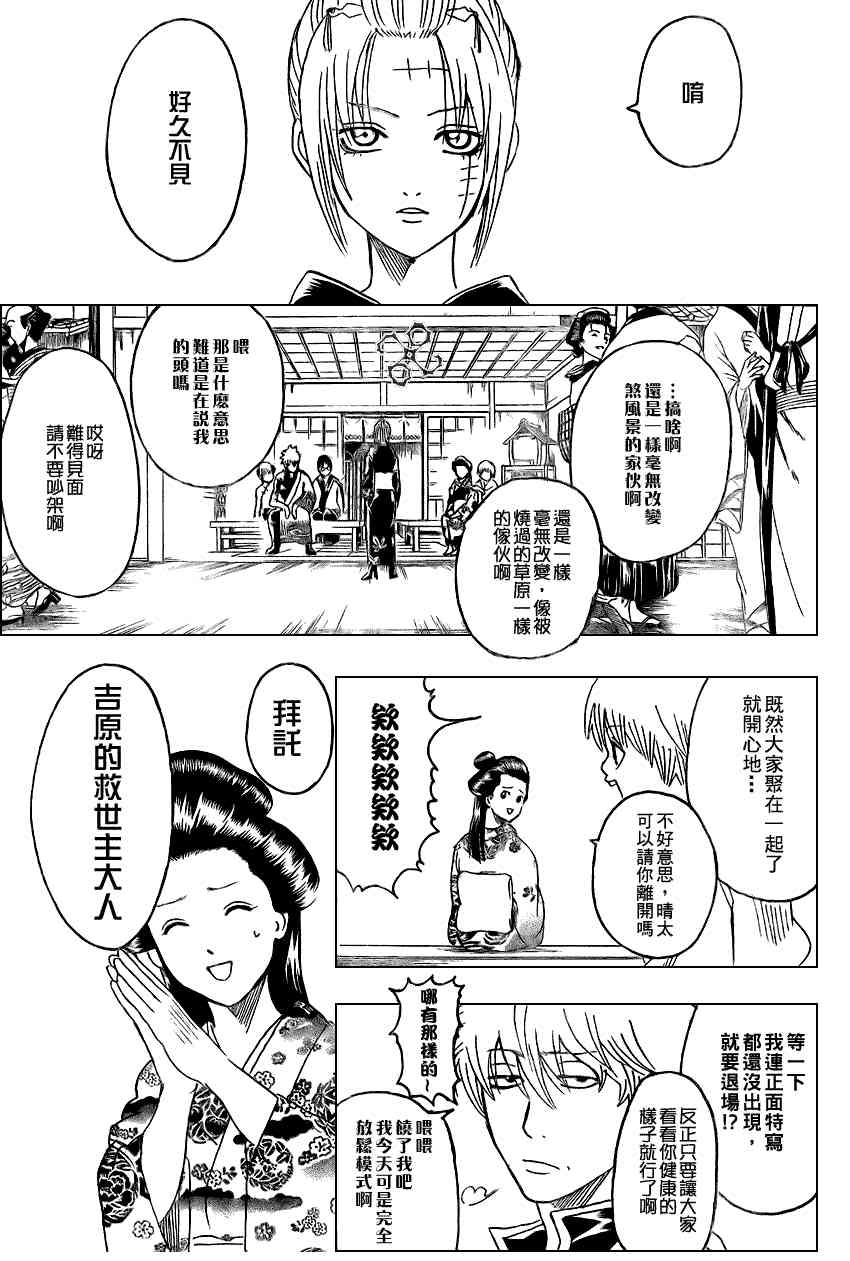 唷
好久不見
…搞啥啊
還是一樣毫無改變
煞風景的家伙啊
還是一樣
毫無改變，像被
燒過的草原一樣
的傢伙啊
喂
那是什麼意思
難道是在説我
的頭嗎
哎呀
難得見面
請不要吵架啊
既然大家聚在一起了
就開心地…
不好意思，晴太
可以請你離開嗎
欸欸欸欸欸
等一下
我連正面特寫
都還沒出現，
就要退場!?
反正只要讓大家
看看你健康的
樣子就行了啊
哪有那樣的~
喂喂
饒了我吧
我今天可是完全
放鬆模式啊
拜託
吉原的救世主大人